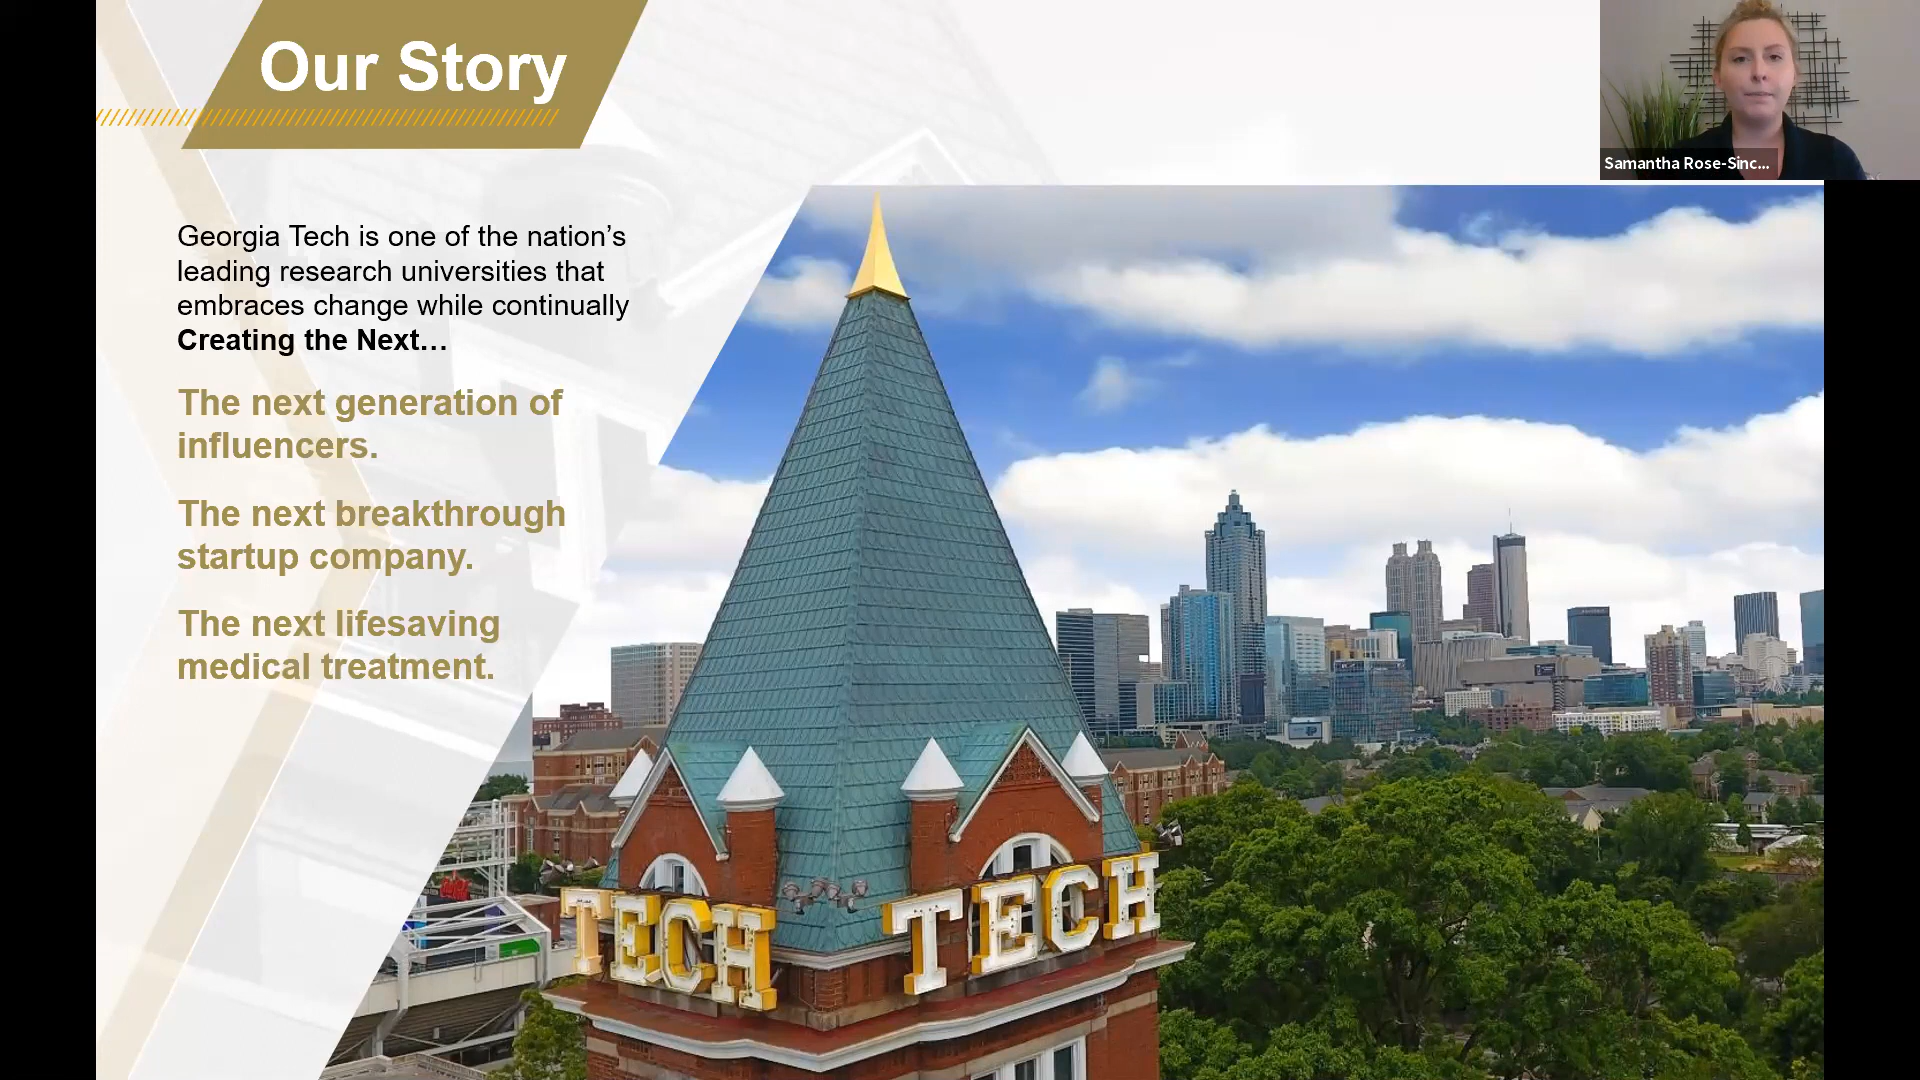 Our Story
Samantha Rose-Sinc...
Georgia Tech is one of the nation’s
leading research universities that
embraces change while continually
Creating the Next…
The next generation of
influencers.
The next breakthrough
startup company.
The next lifesaving
medical treatment.
TECH TECH